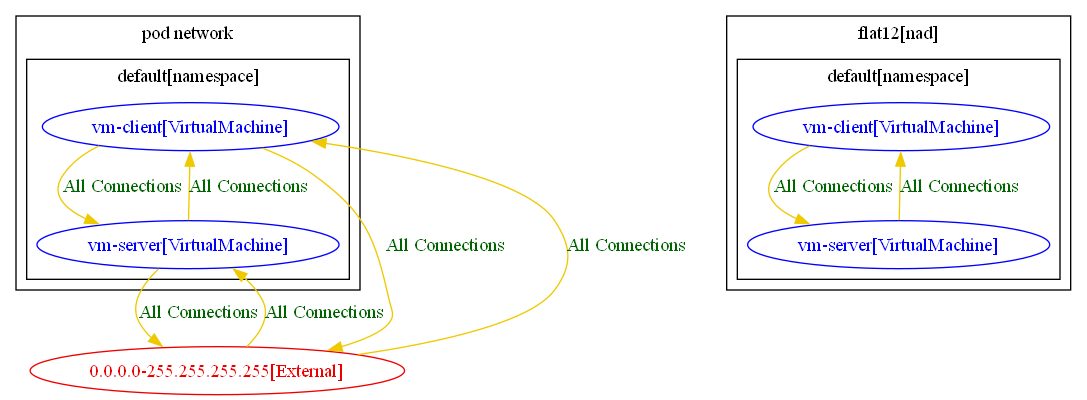 pod network
default[namespace]
vm-client[VirtualMachine]
All Connections
All Connections
vm-server[VirtualMachine]
All Connections
All Connections
All Connections
All Connections
0.0.0.0-255.255.255.255[External]
flat12[nad]
default[namespace]
vm-client[VirtualMachine]
All Connections
All Connections
vm-server[VirtualMachine]